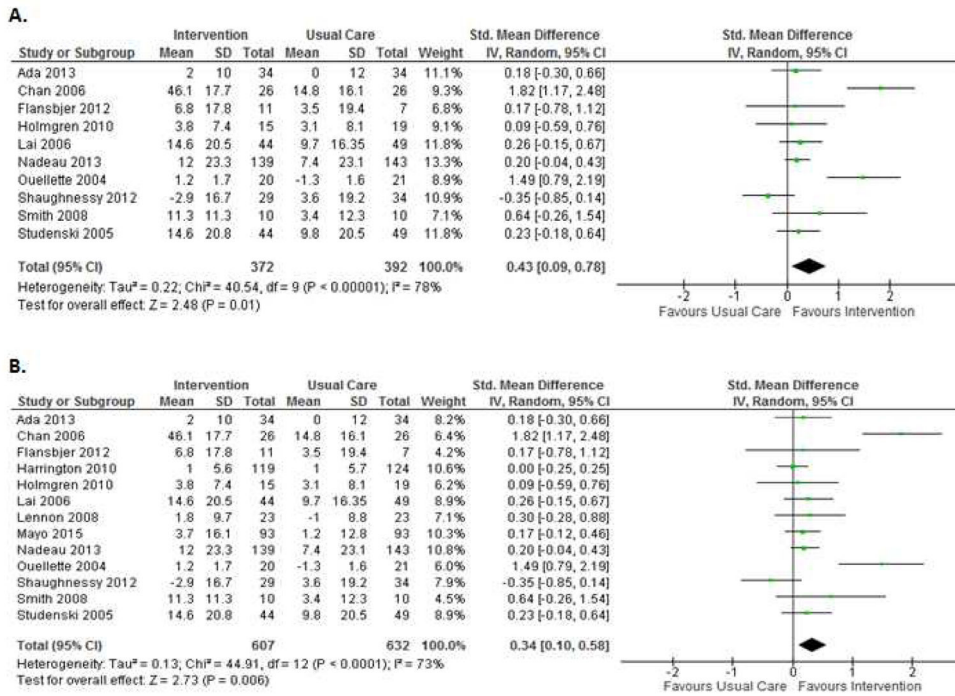 A.
Intervention Usual Care Std. Mean Difference Std. Mean Difference
Study or Subgroup Mean SD Total Mean SD Total Weight IV, Random, 95% CI IV, Random, 95% CI
Ada 2013 2 10 34 0 12 34 11.1% 0.18 [-0.30, 0.66]
Chan 2006 46.1 17.7 26 14.8 16.1 26 9.3% 1.82 [1.17, 2.48]
Flansbjer 2012 6.8 17.8 11 3.5 19.4 7 6.7% 0.17 [-0.78, 1.12]
Holmgren 2010 3.8 7.4 15 3.1 8.1 19 9.1% 0.09 [-0.59, 0.76]
Lai 2006 14.6 20.5 44 9.7 16.35 49 11.8% 0.26 [-0.15, 0.67]
Nadeau 2013 12 23.3 139 7.4 23.1 143 13.3% 0.20 [-0.04, 0.43]
Ouellette 2004 1.2 1.7 20 -1.3 1.6 21 8.9% 1.49 [0.79, 2.19]
Shaughnessy 2012 -2.9 16.7 29 3.6 19.2 34 10.9% -0.35 [-0.85, 0.14]
Smith 2008 11.3 11.3 10 3.4 12.3 10 7.1% 0.64 [-0.26, 1.54]
Studenski 2005 14.6 20.8 44 9.8 20.5 49 11.8% 0.23 [-0.18, 0.64]
Total (95% CI) 372 392 100.0% 0.43 [0.09, 0.78]
Heterogeneity: Tau² = 0.22; Chi² = 40.54, df = 9 (P < 0.00001); I² = 78%
Test for overall effect: Z = 2.48 (P = 0.01)
-2 -1 0 1 2
Favours Usual Care Favours Intervention
B.
Intervention Usual Care Std. Mean Difference Std. Mean Difference
Study or Subgroup Mean SD Total Mean SD Total Weight IV, Random, 95% CI IV, Random, 95% CI
Ada 2013 2 10 34 0 12 34 8.2% 0.18 [-0.30, 0.66]
Chan 2006 46.1 17.7 26 14.8 16.1 26 6.4% 1.82 [1.17, 2.48]
Flansbjer 2012 6.8 17.8 11 3.5 19.4 7 4.1% 0.17 [-0.78, 1.12]
Harrington 2010 1 5.6 119 1 5.7 124 10.7% 0.00 [-0.25, 0.25]
Holmgren 2010 3.8 7.4 15 3.1 8.1 19 6.2% 0.09 [-0.59, 0.76]
Lai 2006 14.6 20.5 44 9.7 16.35 49 9.0% 0.26 [-0.15, 0.67]
Lennon 2008 1.8 9.7 23 -1 8.8 23 7.1% 0.30 [-0.28, 0.88]
Mayo 2015 3.7 16.1 93 1.2 12.8 93 10.3% 0.17 [-0.12, 0.46]
Nadeau 2013 12 23.3 139 7.4 23.1 143 10.8% 0.20 [-0.04, 0.43]
Ouellette 2004 1.2 1.7 20 -1.3 1.6 21 6.0% 1.49 [0.79, 2.19]
Shaughnessy 2012 -2.9 16.7 29 3.6 19.2 34 8.0% -0.35 [-0.85, 0.14]
Smith 2008 11.3 11.3 10 3.4 12.3 10 4.4% 0.64 [-0.26, 1.54]
Studenski 2005 14.6 20.8 44 9.8 20.5 49 9.0% 0.23 [-0.18, 0.64]
Total (95% CI) 607 632 100.0% 0.34 [0.10, 0.58]
Heterogeneity: Tau² = 0.13; Chi² = 44.91, df = 12 (P < 0.0001); I² = 73%
Test for overall effect: Z = 2.73 (P = 0.006)
-2 -1 0 1 2
Favours Usual Care Favours Intervention